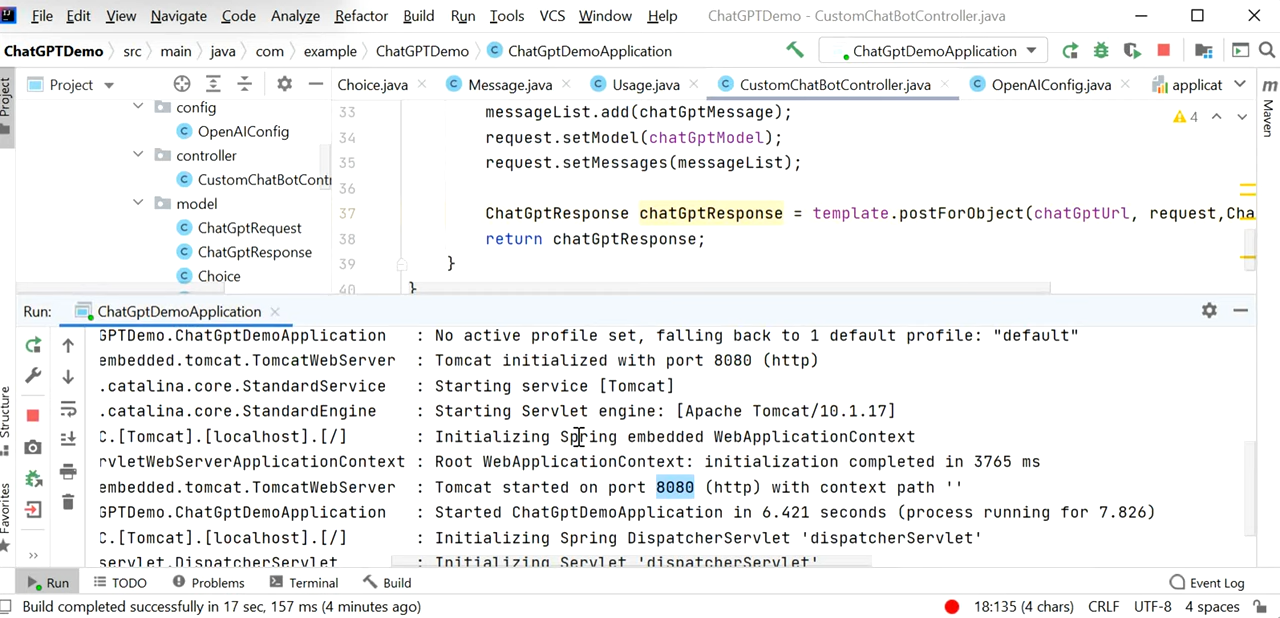 File Edit View Navigate Code Analyze Refactor Build Run Tools VCS Window Help ChatGPTDemo - CustomChatBotController.java
ChatGPTDemo src main java com example ChatGPTDemo ChatGptDemoApplication ChatGptDemoApplication
Project Choice.java Message.java Usage.java CustomChatBotController.java OpenAIConfig.java applicat
Project
Maven
config
OpenAIConfig
controller
CustomChatBotContr
model
ChatGptRequest
ChatGptResponse
Choice
33 messageList.add(chatGptMessage);
4
34 request.setModel(chatGptModel);
35 request.setMessages(messageList);
36
37 ChatGptResponse chatGptResponse = template.postForObject(chatGptUrl, request,Cha
38 return chatGptResponse;
39 }
40 }
Run: ChatGptDemoApplication
GPTDemo.ChatGptDemoApplication : No active profile set, falling back to 1 default profile: "default"
embedded.tomcat.TomcatWebServer : Tomcat initialized with port 8080 (http)
.catalina.core.StandardService : Starting service [Tomcat]
.catalina.core.StandardEngine : Starting Servlet engine: [Apache Tomcat/10.1.17]
C.[Tomcat].[localhost].[/] : Initializing Spring embedded WebApplicationContext
rvletWebServerApplicationContext : Root WebApplicationContext: initialization completed in 3765 ms
embedded.tomcat.TomcatWebServer : Tomcat started on port 8080 (http) with context path ''
GPTDemo.ChatGptDemoApplication : Started ChatGptDemoApplication in 6.421 seconds (process running for 7.826)
C.[Tomcat].[localhost].[/] : Initializing Spring DispatcherServlet 'dispatcherServlet'
servlet.DispatcherServlet : Initializing Servlet 'dispatcherServlet'
Structure
Favorites
Run TODO Problems Terminal Build Event Log
Build completed successfully in 17 sec, 157 ms (4 minutes ago) 18:135 (4 chars) CRLF UTF-8 4 spaces